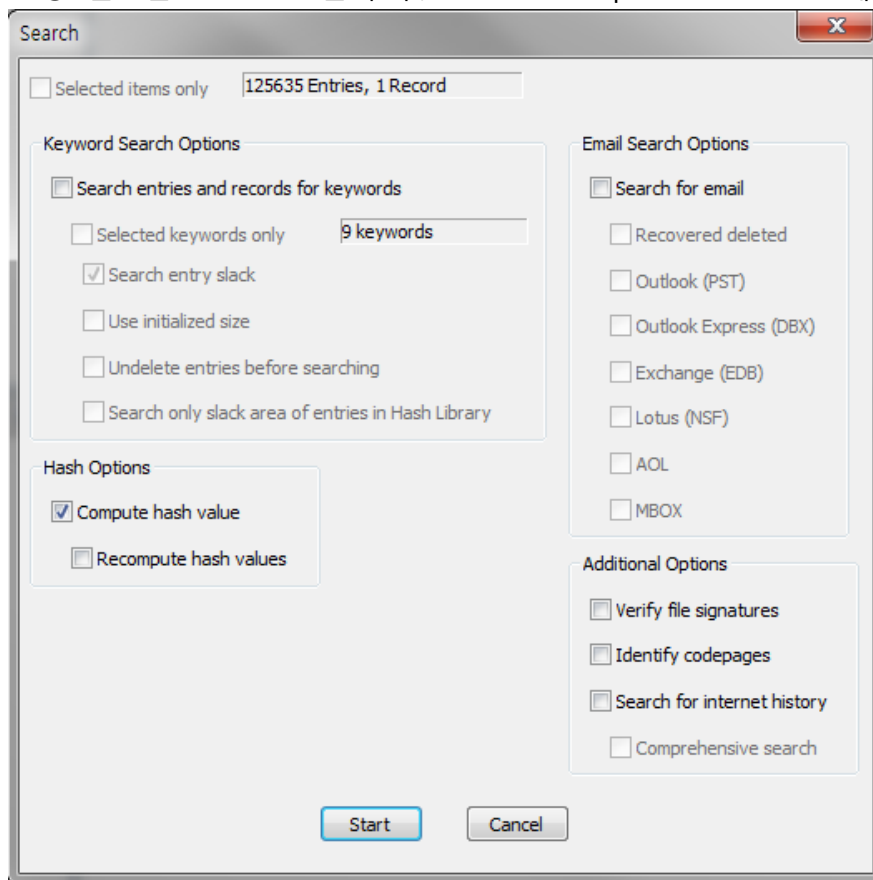 Search
Selected items only 125635 Entries, 1 Record
Keyword Search Options
Search entries and records for keywords
Selected keywords only 9 keywords
Search entry slack
Use initialized size
Undelete entries before searching
Search only slack area of entries in Hash Library
Hash Options
Compute hash value
Recompute hash values
Email Search Options
Search for email
Recovered deleted
Outlook (PST)
Outlook Express (DBX)
Exchange (EDB)
Lotus (NSF)
AOL
MBOX
Additional Options
Verify file signatures
Identify codepages
Search for internet history
Comprehensive search
Start Cancel